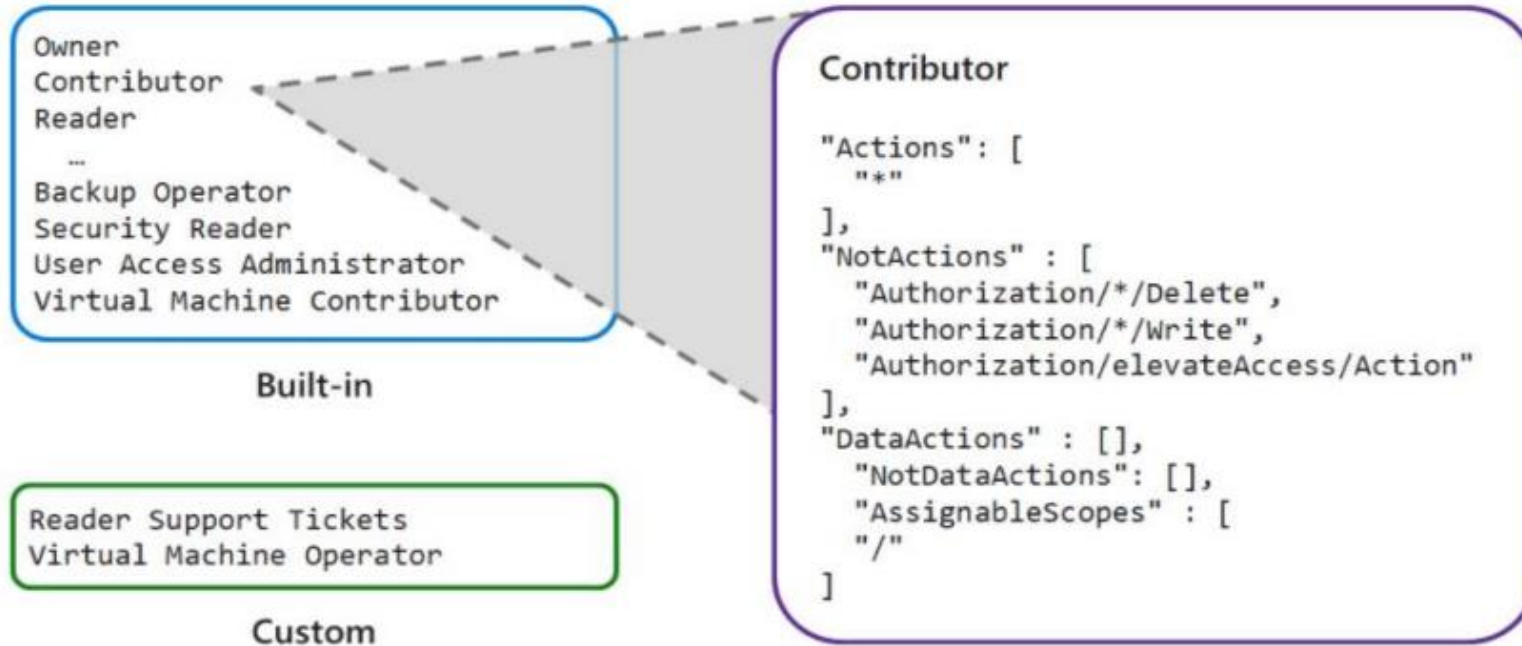 Owner
Contributor
Reader
…
Backup Operator
Security Reader
User Access Administrator
Virtual Machine Contributor
Built-in
Reader Support Tickets
Virtual Machine Operator
Custom
Contributor
"Actions": [
"*"
],
"NotActions" : [
"Authorization/*/Delete",
"Authorization/*/Write",
"Authorization/elevateAccess/Action"
],
"DataActions" : [],
"NotDataActions": [],
"AssignableScopes" : [
"/"
]